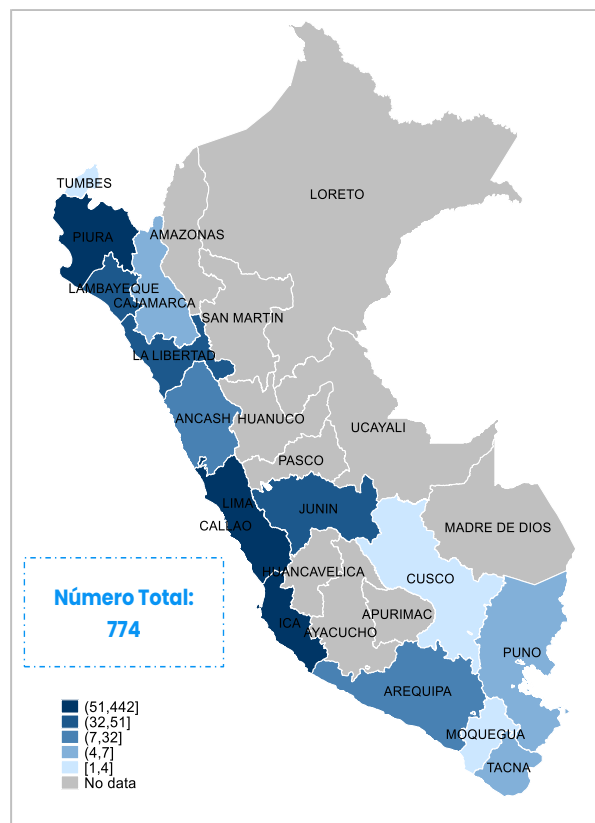 LORETO
TUMBES
AMAZONAS
PIURA
LAMBAYEQUE
CAJAMARCA
SAN MARTIN
LA LIBERTAD
ANCASH
HUANUCO
UCAYALI
PASCO
LIMA
JUNIN
CALLAO
MADRE DE DIOS
HUANCAVELICA
CUSCO
Número Total:
774
APURIMAC
ICA
AYACUCHO
PUNO
AREQUIPA
MOQUEGUA
TACNA
(51,442]
(32,51]
(7,32]
(4,7]
[1,4]
No data